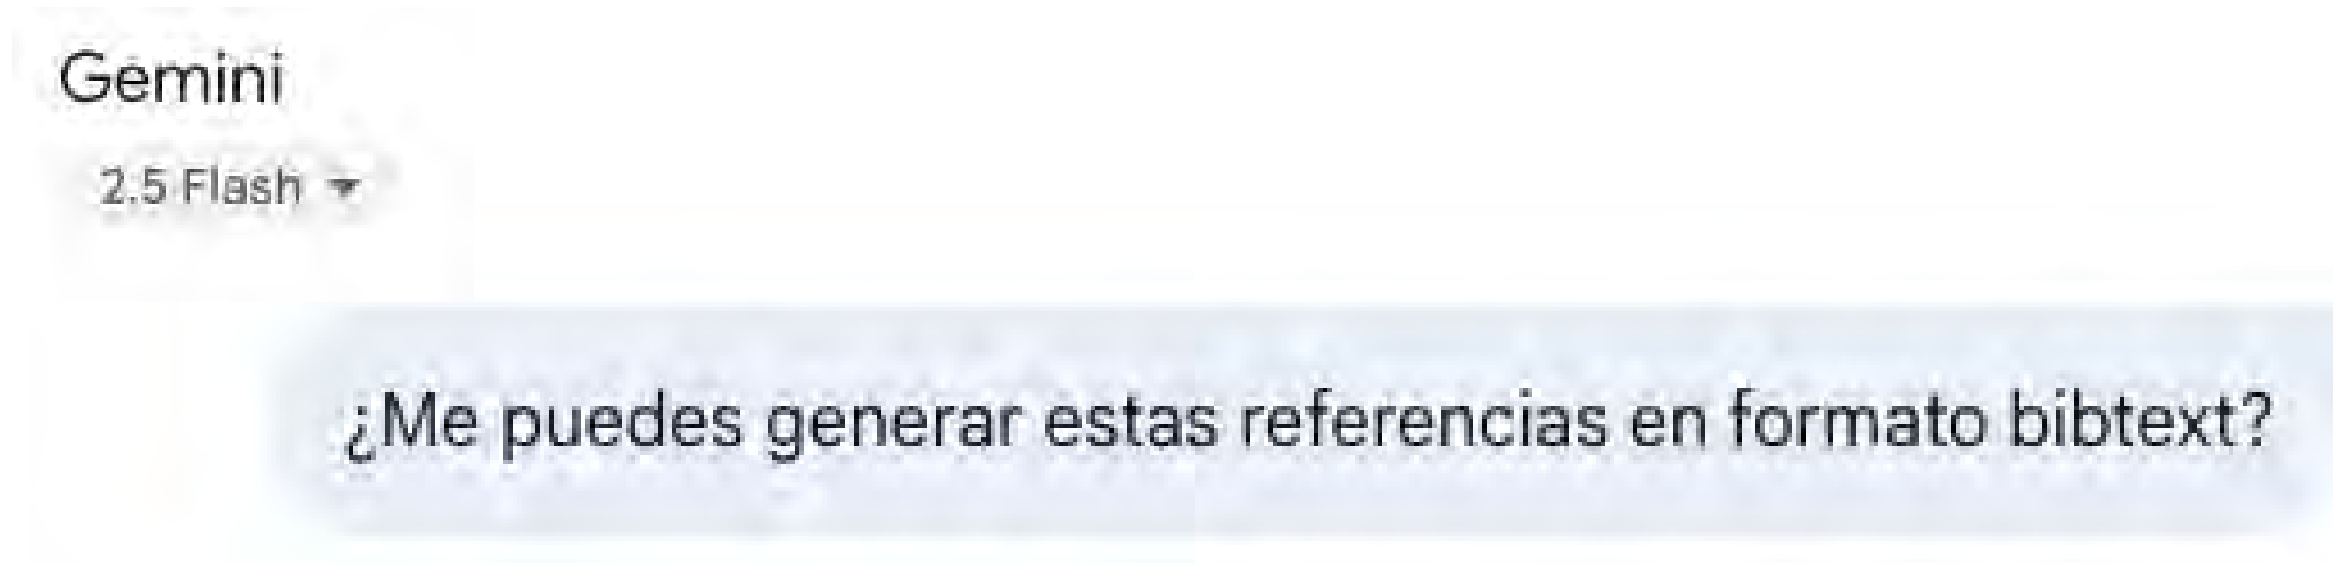 Gemini
2.5 Flash
¿Me puedes generar estas referencias en formato bibtext?